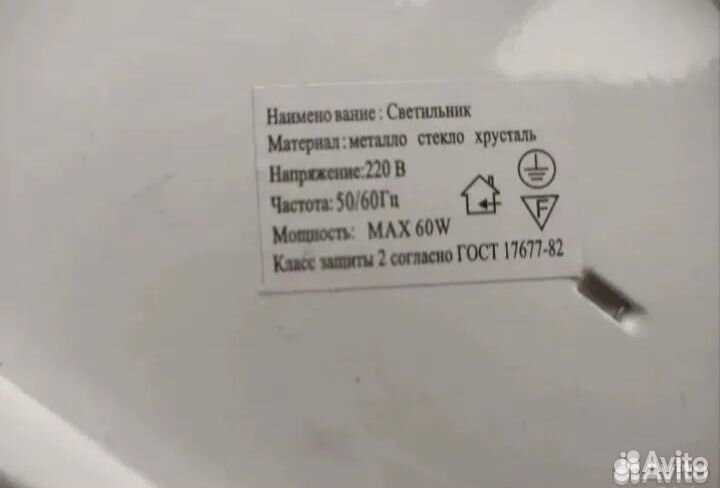 Наимено вание : Светильник
Материал:металло стекло хрусталь
Напряжение:220 В
Частота: 50/60Гц
Мощность: MAX 60W
F
Класс защиты 2 согласно ГОСТ 17677-82
Avito
Avito